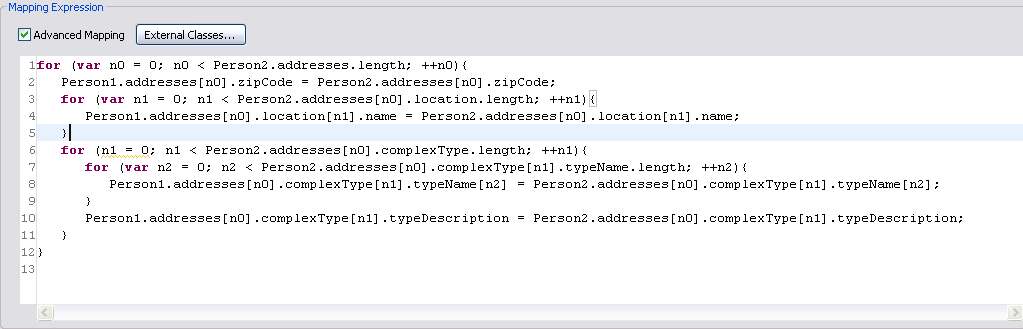 Mapping Expression
Advanced Mapping External Classes...
1 for (var n0 = 0; n0 < Person2.addresses.length; ++n0){
2 Person1.addresses[n0].zipCode = Person2.addresses[n0].zipCode;
3 for (var n1 = 0; n1 < Person2.addresses[n0].location.length; ++n1){
4 Person1.addresses[n0].location[n1].name = Person2.addresses[n0].location[n1].name;
5 }
6 for (n1 = 0; n1 < Person2.addresses[n0].complexType.length; ++n1){
7 for (var n2 = 0; n2 < Person2.addresses[n0].complexType[n1].typeName.length; ++n2){
8 Person1.addresses[n0].complexType[n1].typeName[n2] = Person2.addresses[n0].complexType[n1].typeName[n2];
9 }
10 Person1.addresses[n0].complexType[n1].typeDescription = Person2.addresses[n0].complexType[n1].typeDescription;
11 }
12 }
13